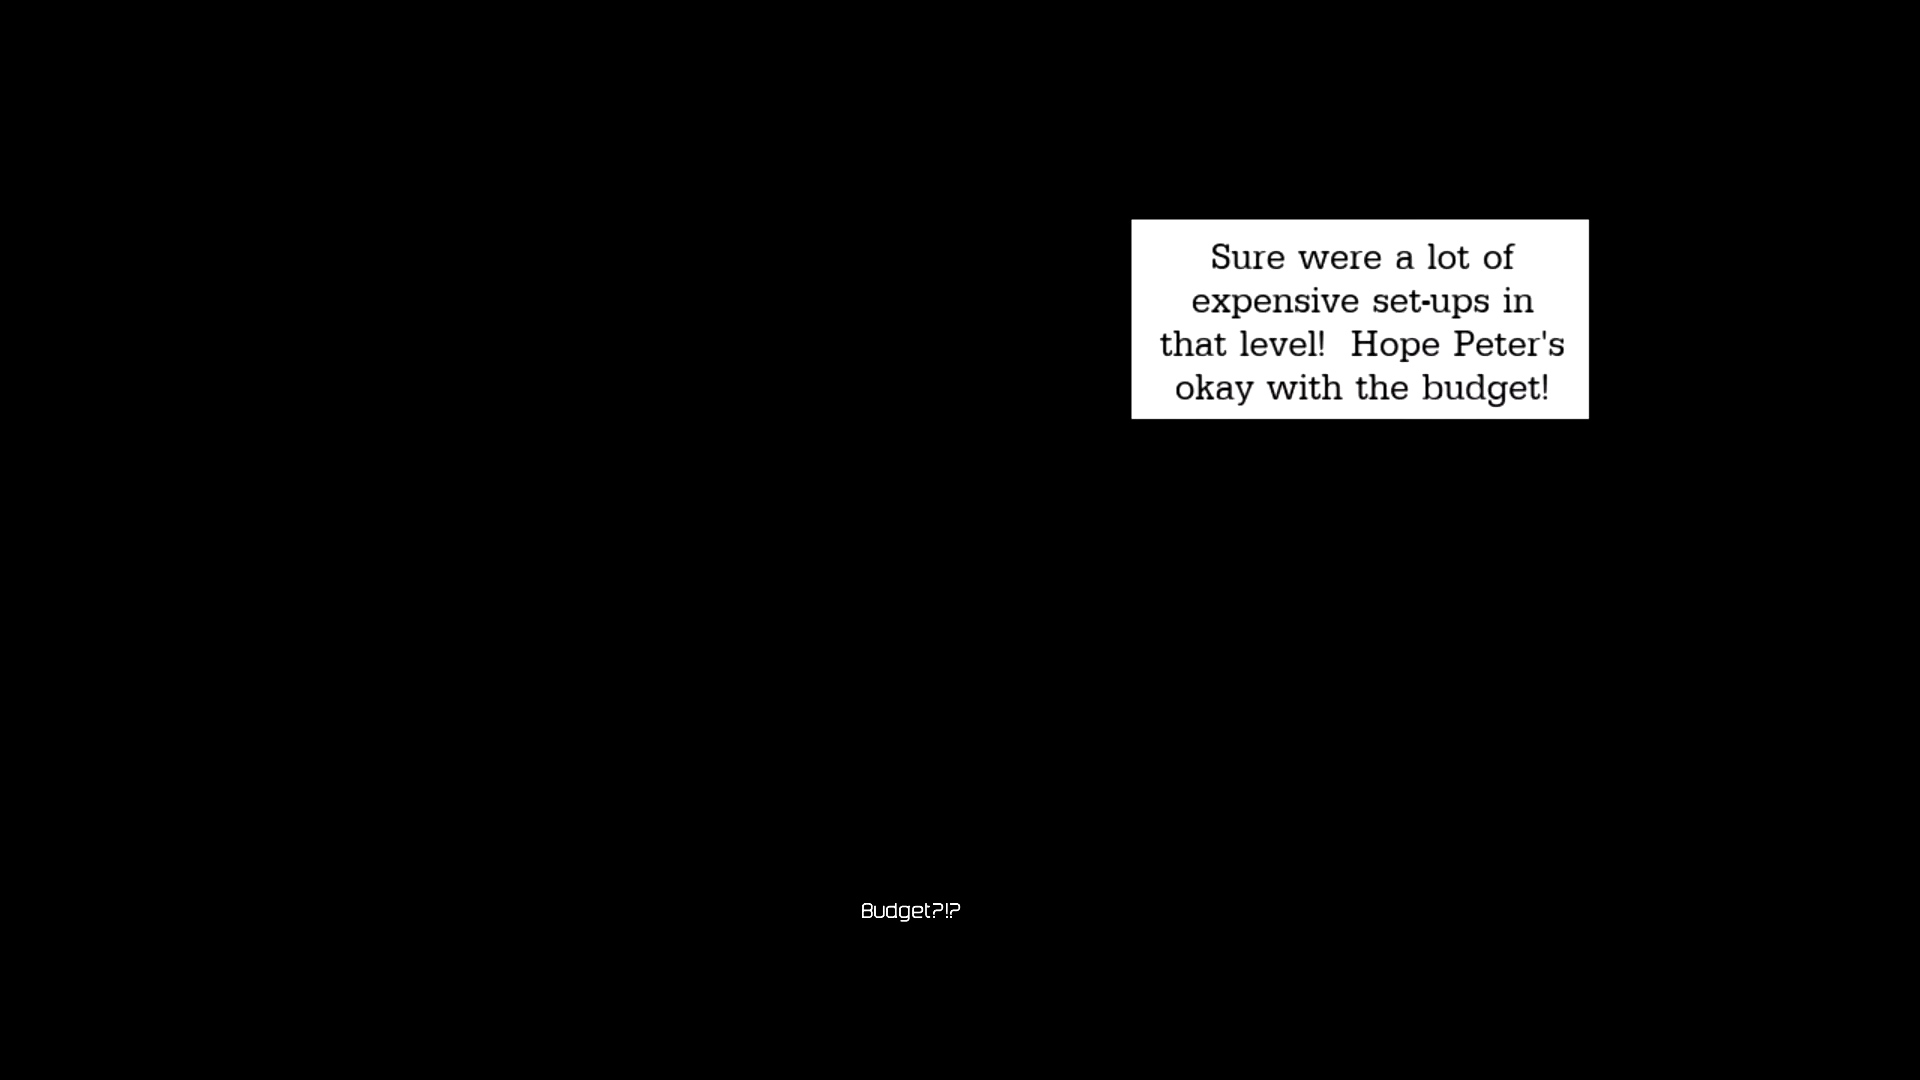 Sure were a lot of
expensive set-ups in
that level!  Hope Peter's
okay with the budget!
Budget?!?